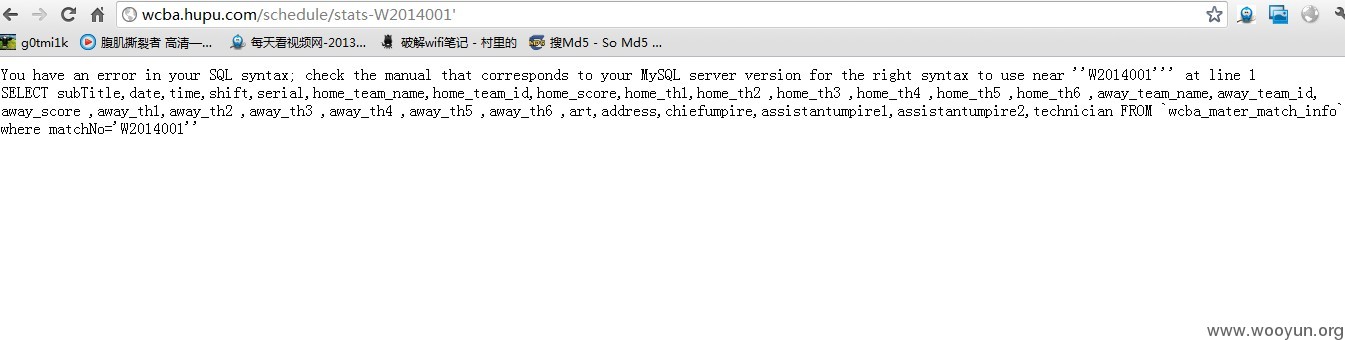 wcba.hupu.com/schedule/stats-W2014001'
g0tmi1k 腹肌撕裂者 高清—... 每天看视频网-2013... 破解wifi笔记 - 村里的 搜Md5 - So Md5 ...
You have an error in your SQL syntax; check the manual that corresponds to your MySQL server version for the right syntax to use near ''W2014001''' at line 1
SELECT subTitle,date,time,shift,serial,home_team_name,home_team_id,home_score,home_th1,home_th2 ,home_th3 ,home_th4 ,home_th5 ,home_th6 ,away_team_name,away_team_id,
away_score ,away_th1,away_th2 ,away_th3 ,away_th4 ,away_th5 ,away_th6 ,art,address,chiefumpire,assistantumpire1,assistantumpire2,technician FROM `wcba_mater_match_info`
where matchNo='W2014001''
www.wooyun.org